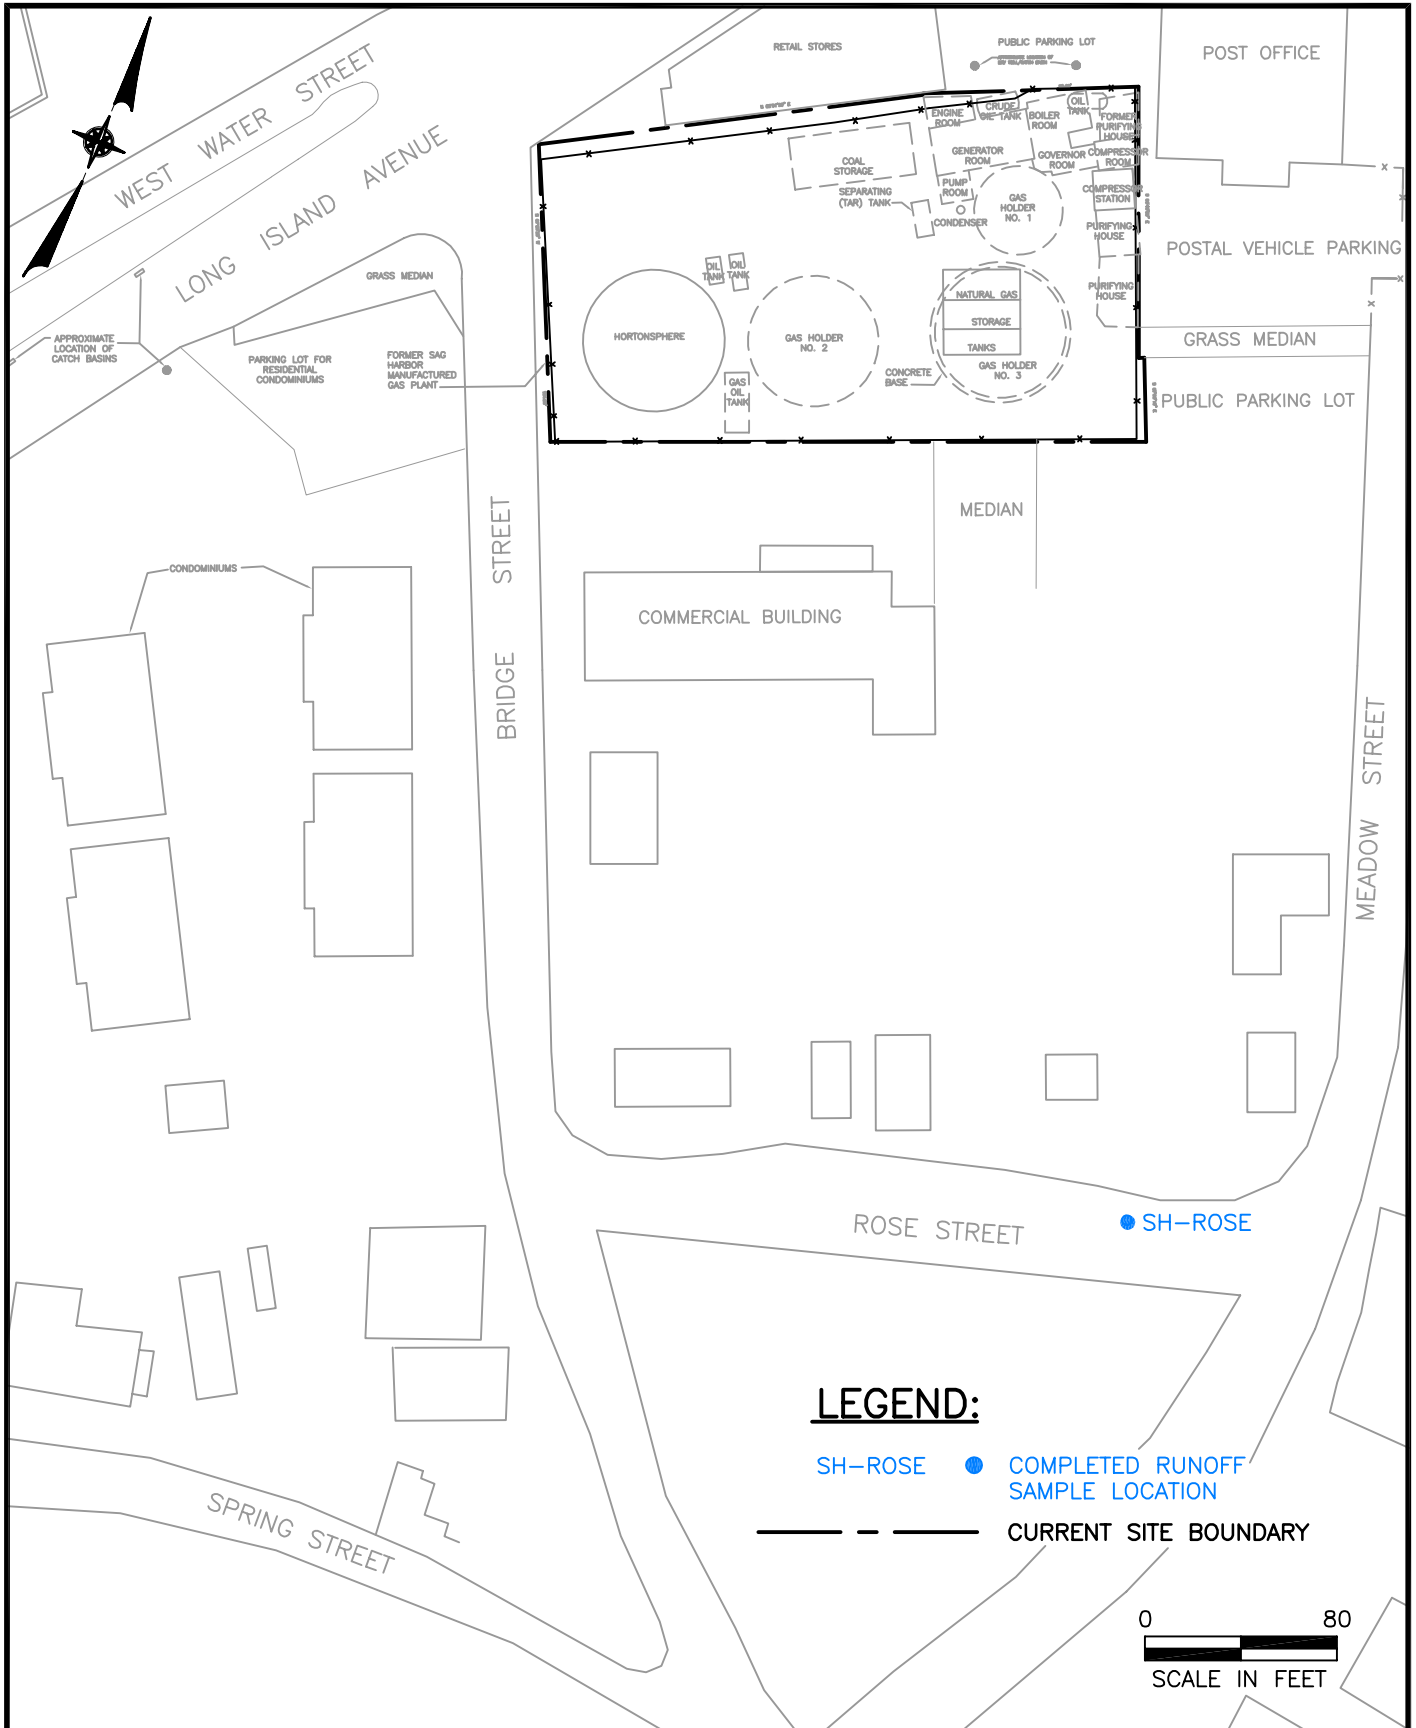 RETAIL STORES
PUBLIC PARKING LOT
POST OFFICE
WEST WATER STREET
LONG ISLAND AVENUE
ENGINE
ROOM
CRUDE
OIL TANK
BOILER
ROOM
OIL
TANK
FORMER
PURIFYING
HOUSE
COAL
STORAGE
GENERATOR
ROOM
GOVERNOR
ROOM
COMPRESSOR
ROOM
SEPARATING
(TAR) TANK
PUMP
ROOM
CONDENSER
GAS
HOLDER
NO. 1
COMPRESSOR
STATION
PURIFYING
HOUSE
POSTAL VEHICLE PARKING
GRASS MEDIAN
OIL
TANK
OIL
TANK
PURIFYING
HOUSE
NATURAL GAS
STORAGE
TANKS
HORTONSPHERE
GAS HOLDER
NO. 2
GAS HOLDER
NO. 3
GRASS MEDIAN
APPROXIMATE
LOCATION OF
CATCH BASINS
PARKING LOT FOR
RESIDENTIAL
CONDOMINIUMS
FORMER SAG
HARBOR
MANUFACTURED
GAS PLANT
GAS
OIL
TANK
CONCRETE
BASE
PUBLIC PARKING LOT
MEDIAN
BRIDGE STREET
CONDOMINIUMS
COMMERCIAL BUILDING
MEADOW STREET
ROSE STREET
SH-ROSE
LEGEND:
SH-ROSE COMPLETED RUNOFF
SAMPLE LOCATION
CURRENT SITE BOUNDARY
SPRING STREET
0 80
SCALE IN FEET